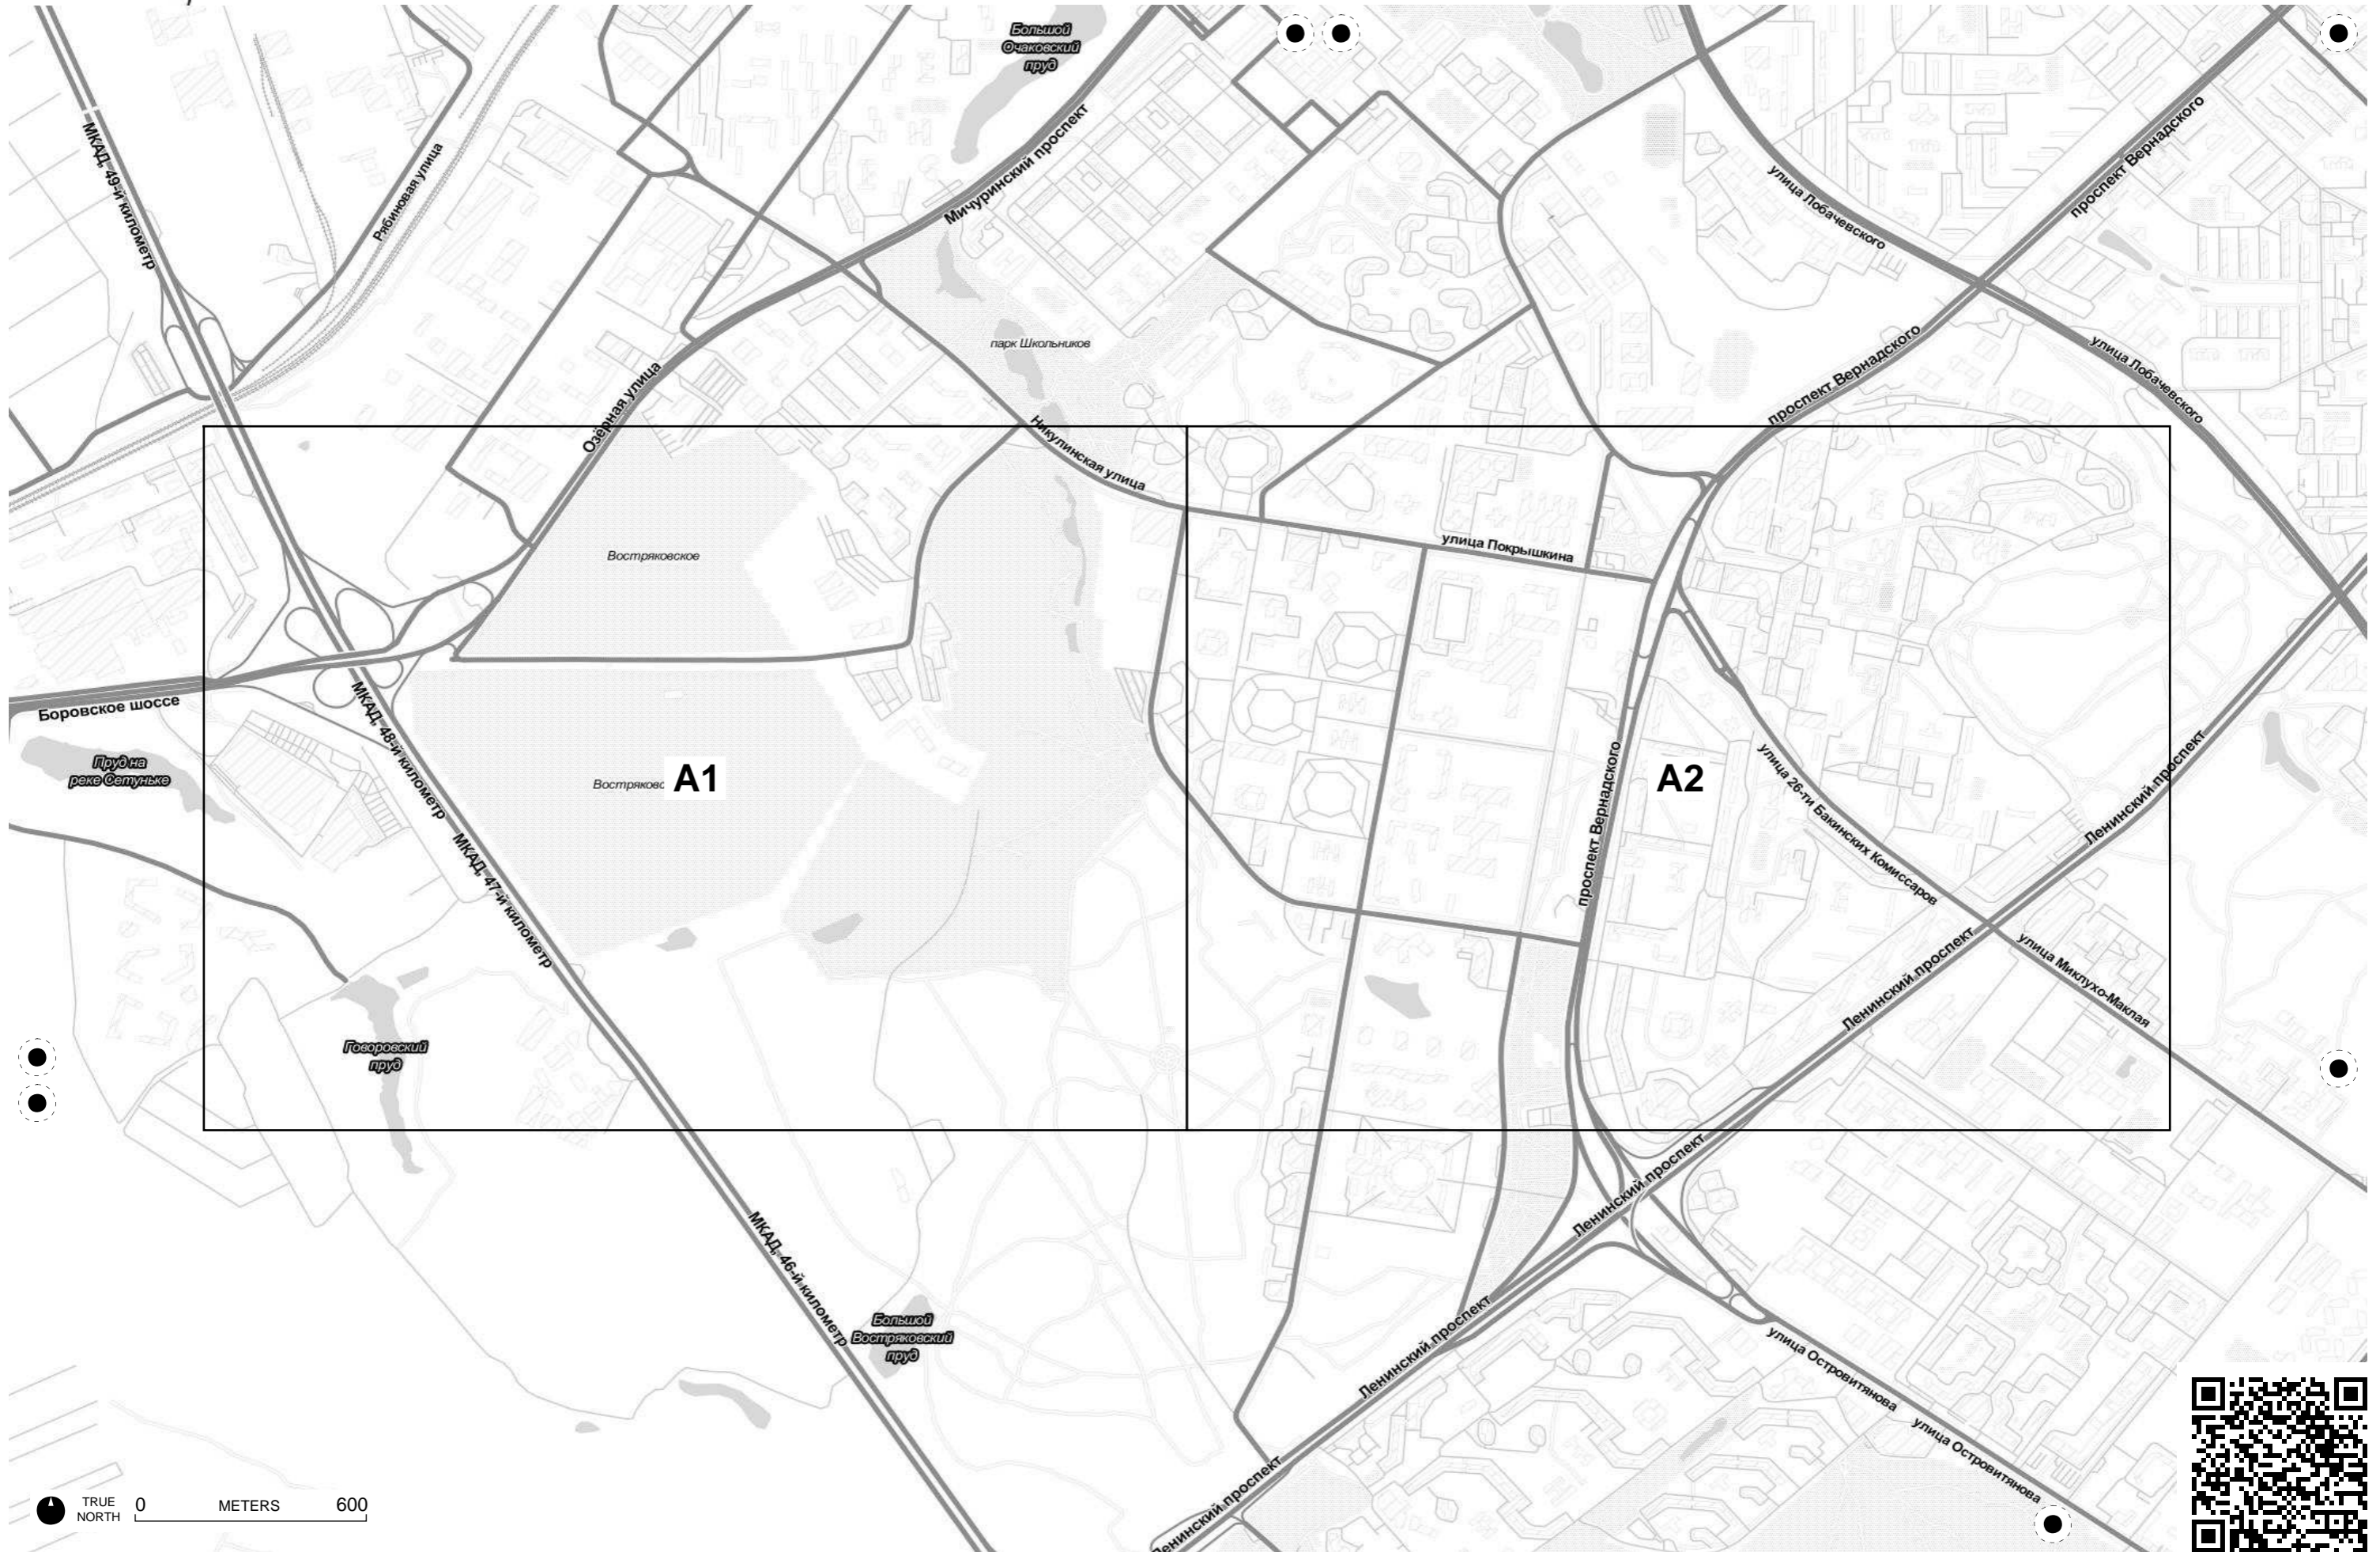 Большой
Очаковский
пруд
МКАД, 49-й километр
Рябиновая улица
Мичуринский проспект
проспект Вернадского
улица Лобачевского
парк Школьников
проспект Вернадского
улица Лобачевского
Озёрная улица
Никулинская улица
Востряковское
улица Покрышкина
Боровское шоссе
МКАД, 48-й километр
Пруд на
реке Сетуньке
A1
A2
проспект Вернадского
улица 26-ти Бакинских Комиссаров
Ленинский проспект
МКАД, 47-й километр
Ленинский проспект
улица Миклухо-Маклая
Говоровский
пруд
Ленинский проспект
МКАД, 46-й километр
Большой
Востряковский
пруд
Ленинский проспект
улица Островитянова
улица Островитянова
Ленинский проспект
TRUE
NORTH
0 METERS 600